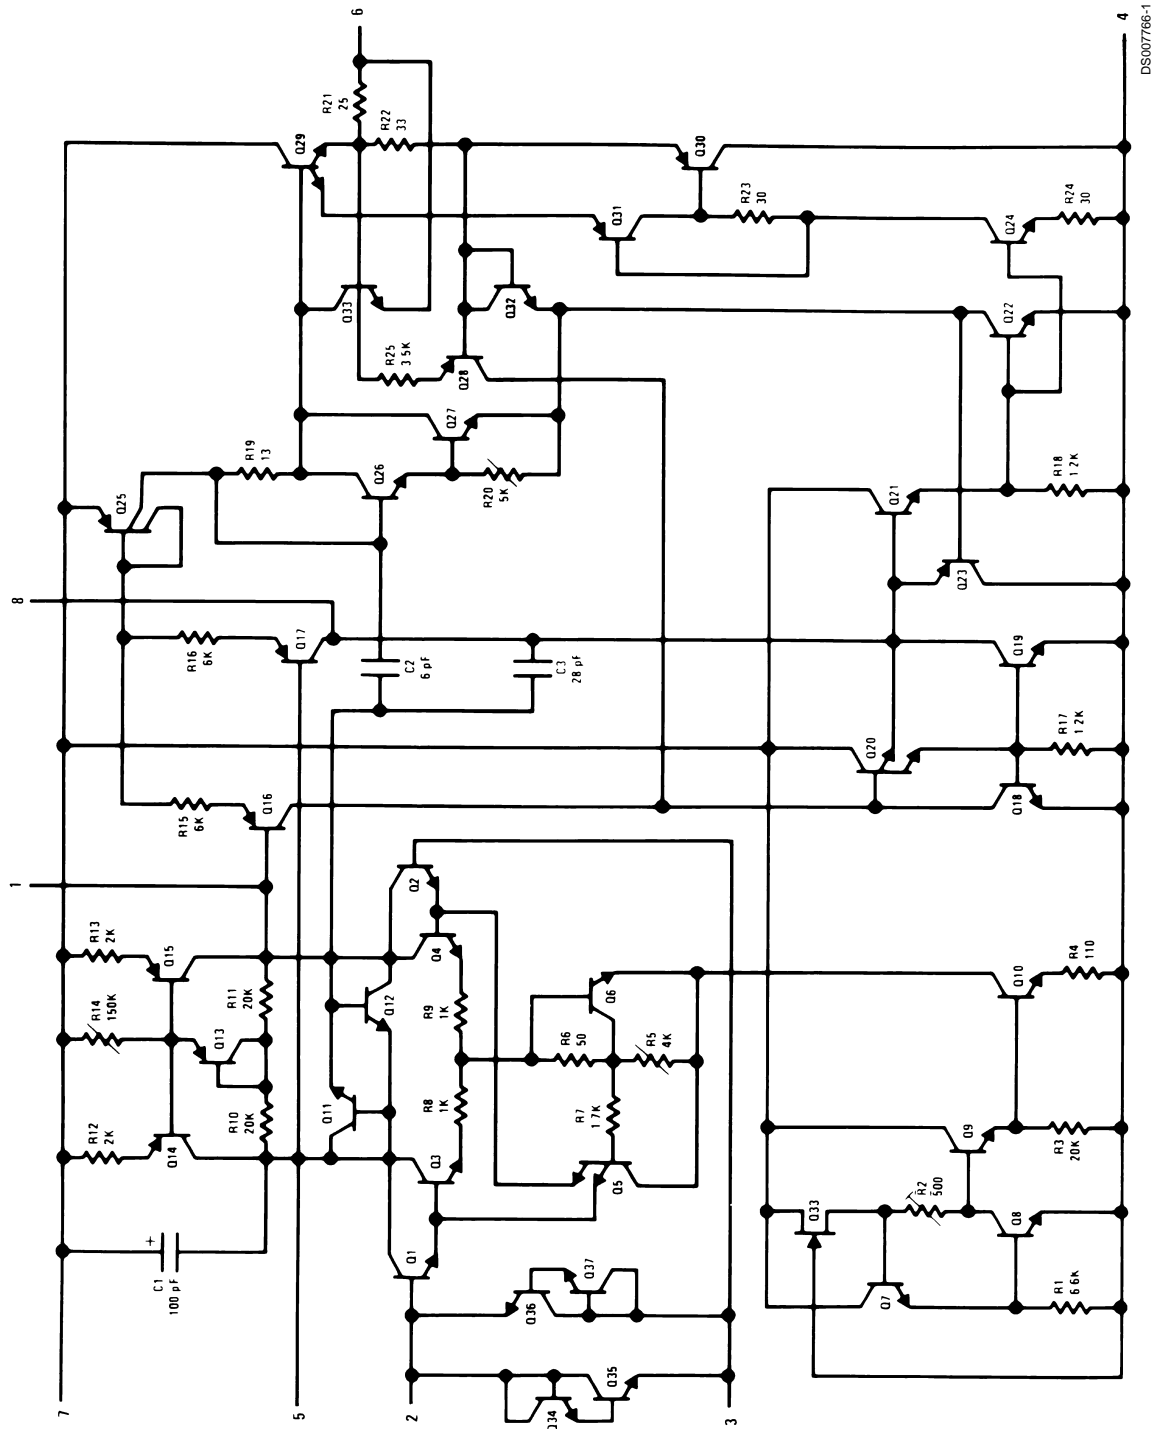 7
5
2
3
8
1
6
4
C1
100 pF
+
R12
2K
Q14
R14
150K
R13
2K
Q15
Q13
R10
20K
R11
20K
R15
6K
Q16
R16
6K
Q17
Q25
R19
13
Q29
R21
25
R22
33
Q33
R25
3 5K
Q28
Q27
Q26
R20
5K
Q32
Q31
Q30
R23
30
C2
6 pF
C3
28 pF
Q11
Q12
Q1
Q3
Q4
Q2
R8
1K
R9
1K
R6
50
Q6
R7
1 7K
R5
4K
Q5
Q36
Q37
Q34
Q35
Q33
Q7
R2
500
Q9
Q8
R1
6 6K
R3
20K
Q10
R4
110
Q20
Q18
R17
1 2K
Q19
Q21
Q23
R18
1 2K
Q22
Q24
R24
30
DS007766-1